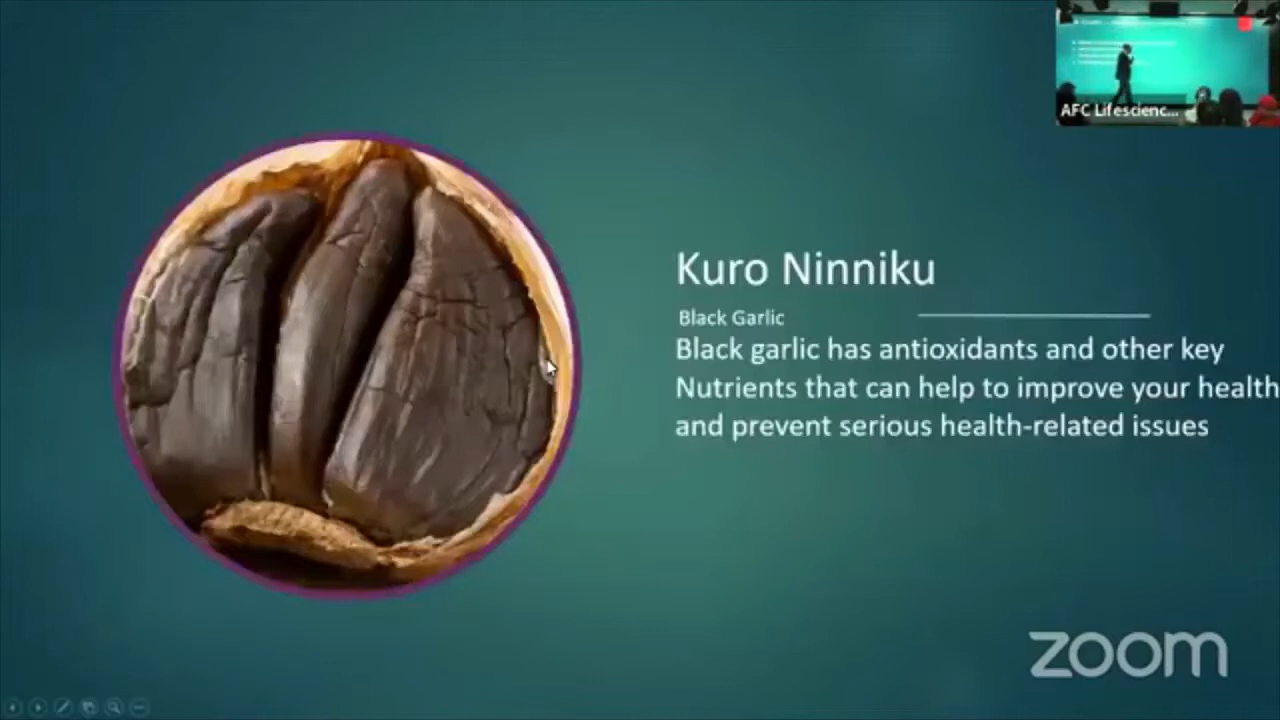 AFC Lifescienc...
Kuro Ninniku
Black Garlic
Black garlic has antioxidants and other key
Nutrients that can help to improve your health
and prevent serious health-related issues
zoom